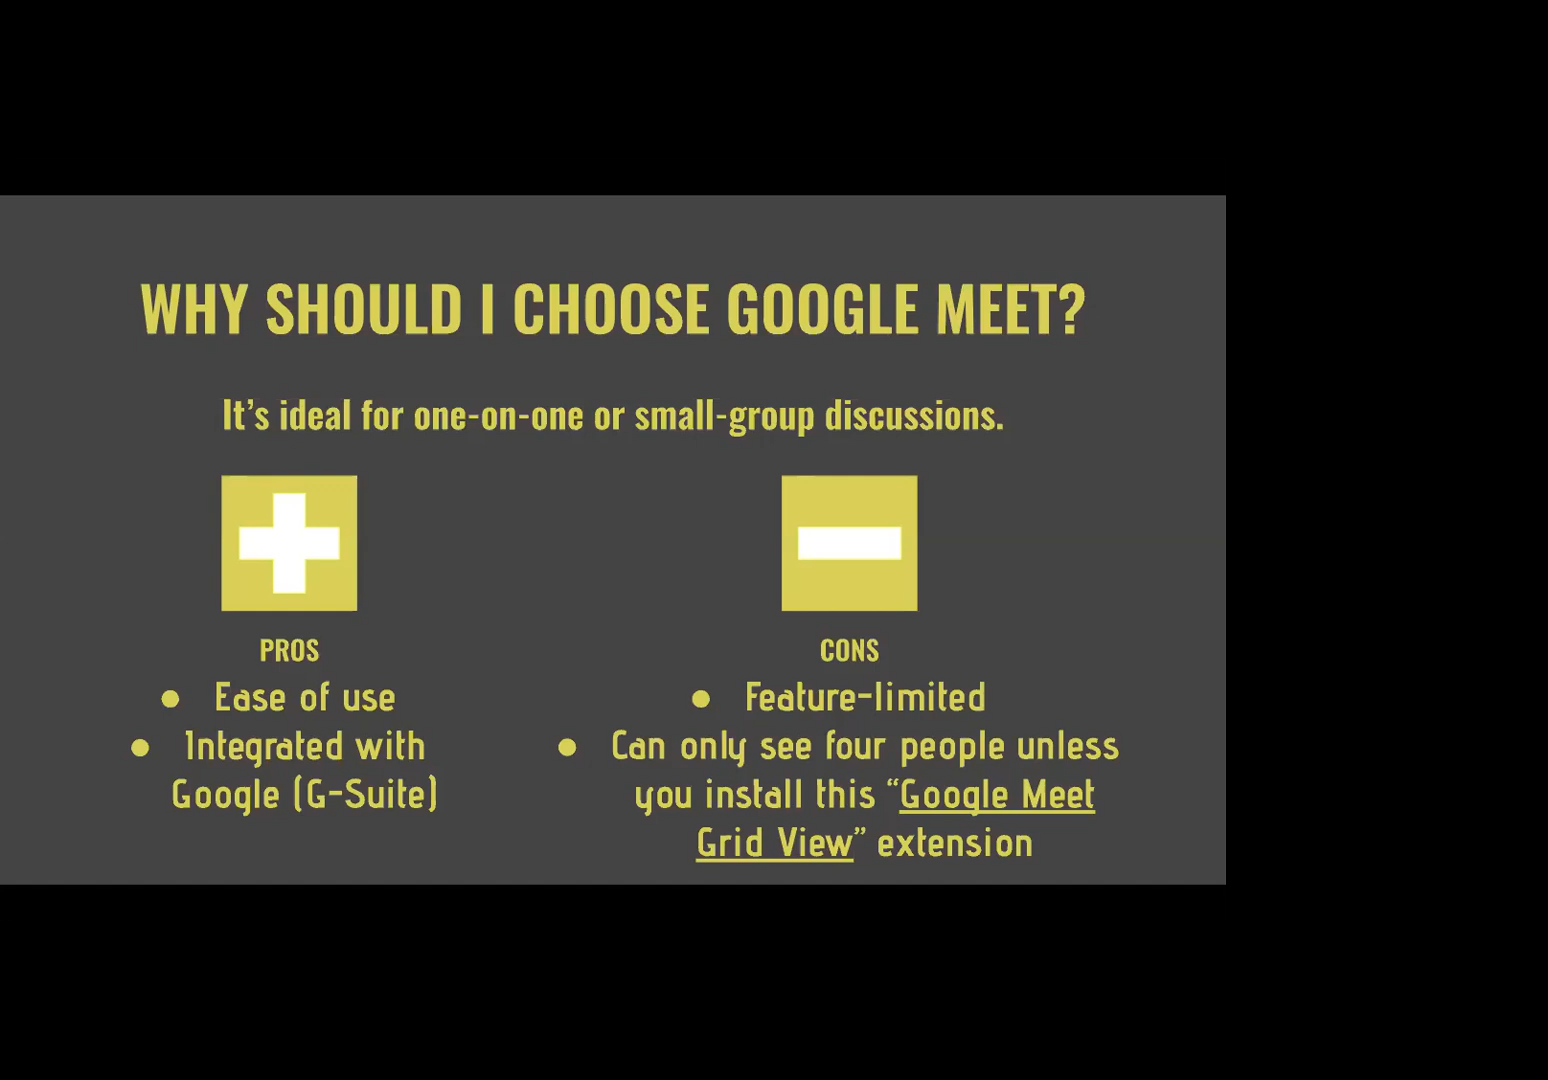 WHY SHOULD I CHOOSE GOOGLE MEET?
It’s ideal for one-on-one or small-group discussions.
PROS
● Ease of use
● Integrated with
Google (G-Suite)
CONS
● Feature-limited
● Can only see four people unless
you install this “Google Meet
Grid View” extension